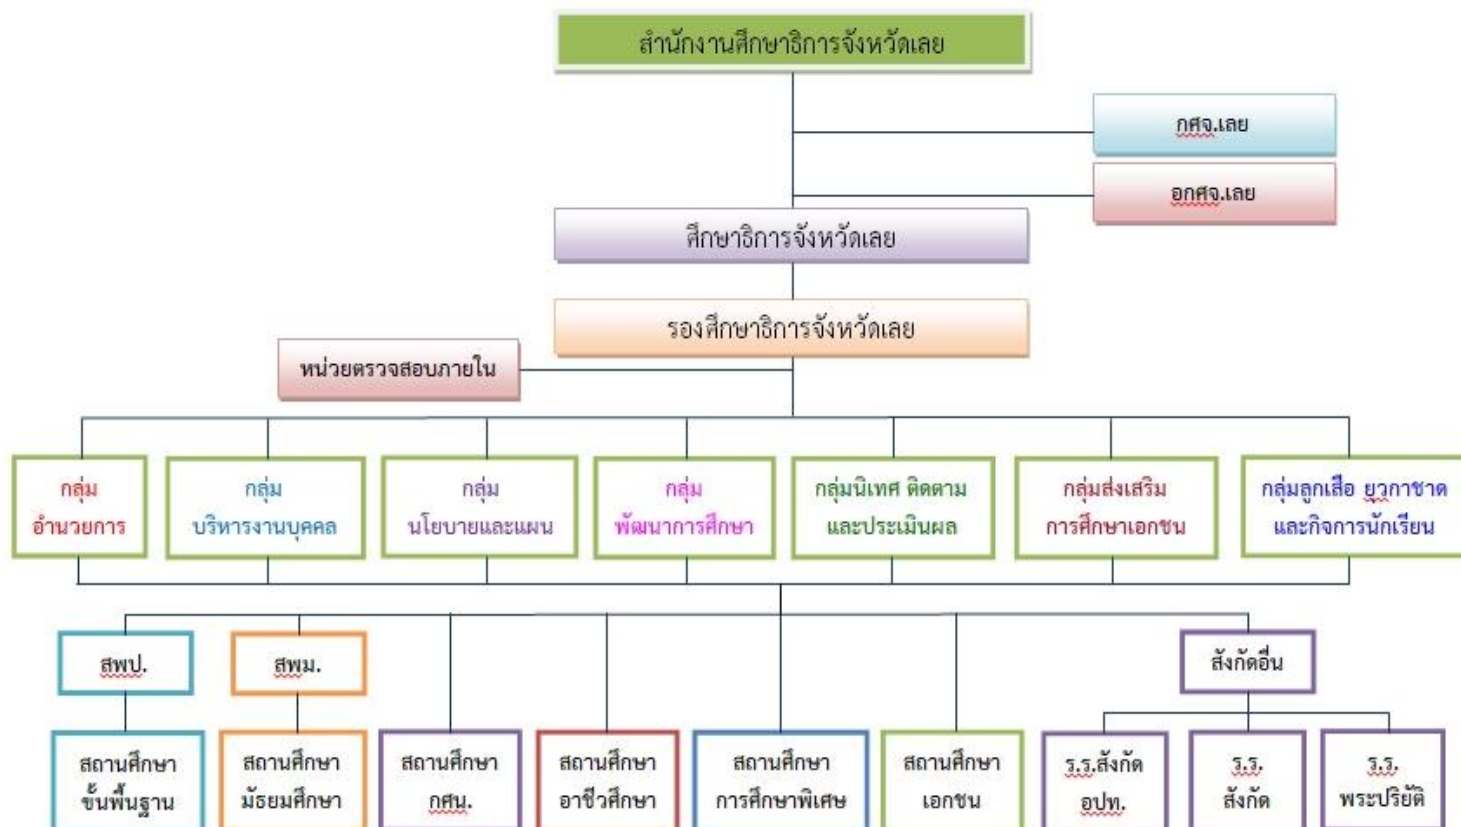 สำนักงานศึกษาธิการจังหวัดเลย
กศจ.เลย
อกศจ.เลย
ศึกษาธิการจังหวัดเลย
รองศึกษาธิการจังหวัดเลย
หน่วยตรวจสอบภายใน
กลุ่ม
อำนวยการ
กลุ่ม
บริหารงานบุคคล
กลุ่ม
นโยบายและแผน
กลุ่ม
พัฒนาการศึกษา
กลุ่มนิเทศ ติดตาม
และประเมินผล
กลุ่มส่งเสริม
การศึกษาเอกชน
กลุ่มลูกเสือ ยุวกาชาด
และกิจการนักเรียน
สพป.
สพม.
สังกัดอื่น
สถานศึกษา
ขั้นพื้นฐาน
สถานศึกษา
มัธยมศึกษา
สถานศึกษา
กศน.
สถานศึกษา
อาชีวศึกษา
สถานศึกษา
การศึกษาพิเศษ
สถานศึกษา
เอกชน
ร.ร.สังกัด
อปท.
ร.ร.
สังกัด
ร.ร.
พระปริยัติ